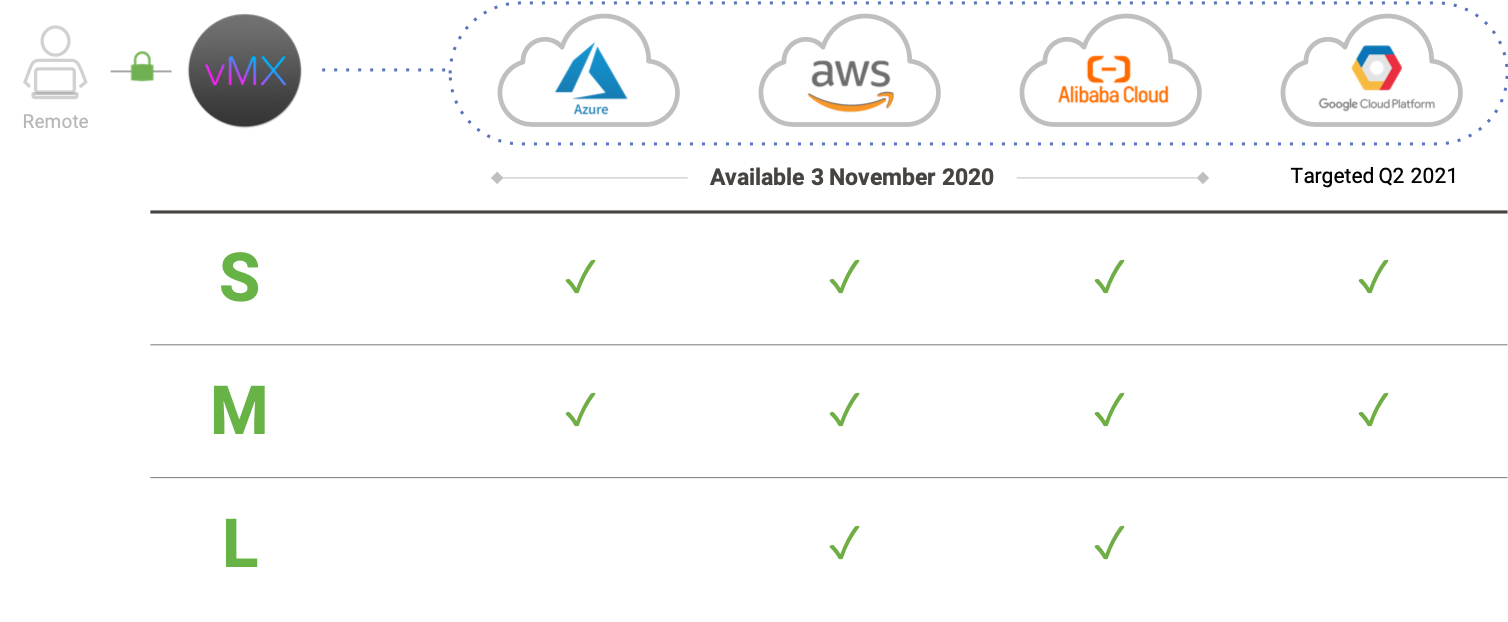 Remote
vMX
Azure
aws
Alibaba Cloud
Google Cloud Platform
Available 3 November 2020
Targeted Q2 2021
S
✓ ✓ ✓ ✓
M
✓ ✓ ✓ ✓
L
✓ ✓